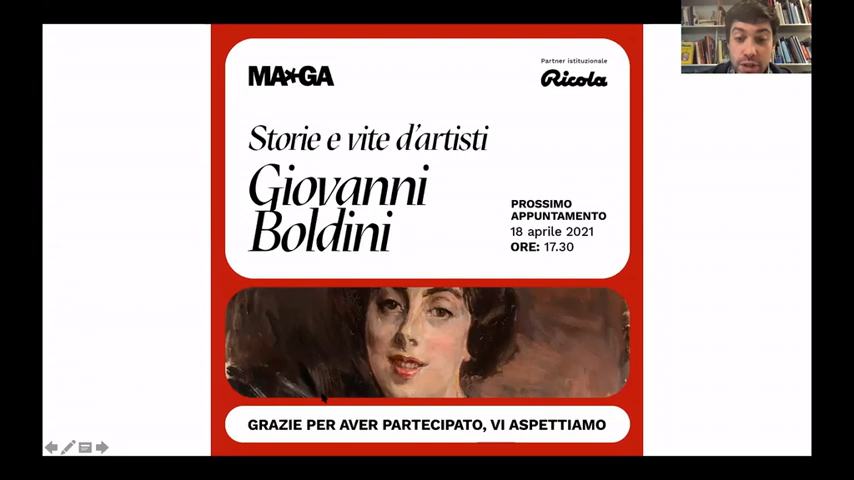 MA*GA
Partner istituzionale
Ricola
Storie e vite d'artisti
Giovanni
Boldini
PROSSIMO
APPUNTAMENTO
18 aprile 2021
ORE: 17.30
GRAZIE PER AVER PARTECIPATO, VI ASPETTIAMO